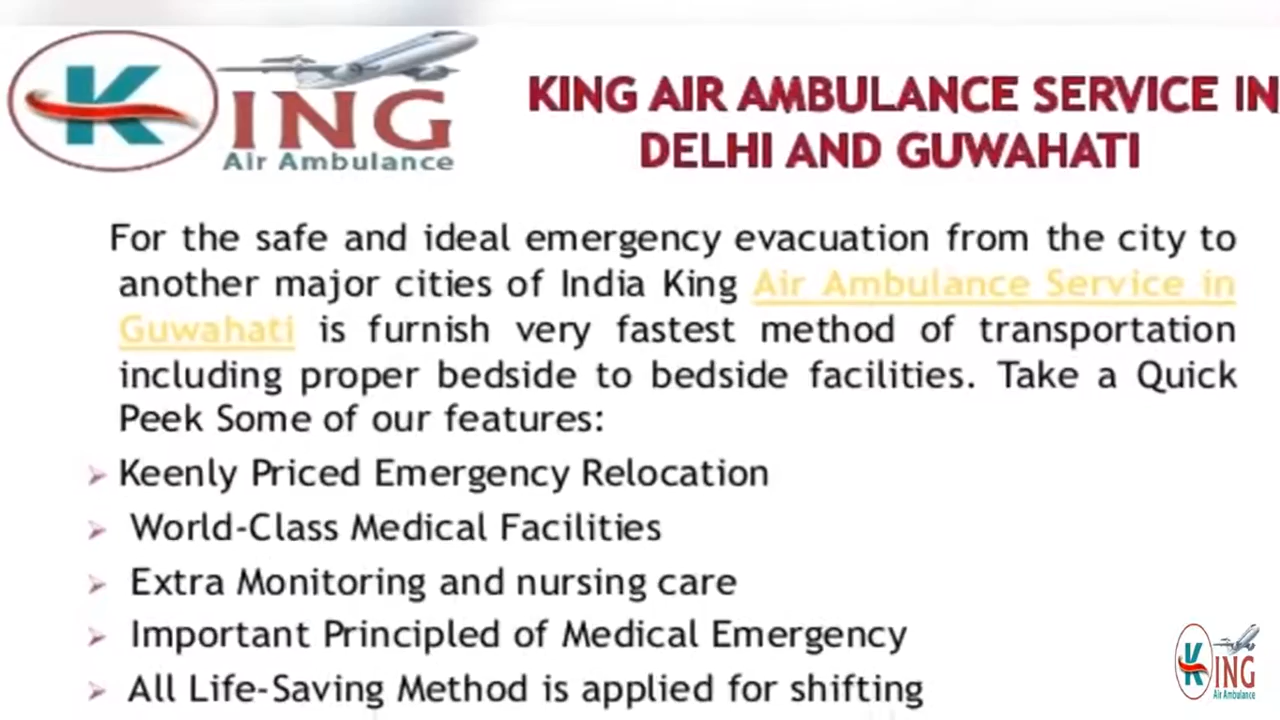 KING
Air Ambulance
KING AIR AMBULANCE SERVICE IN
DELHI AND GUWAHATI
For the safe and ideal emergency evacuation from the city to
another major cities of India King Air Ambulance Service in
Guwahati is furnish very fastest method of transportation
including proper bedside to bedside facilities. Take a Quick
Peek Some of our features:
➢ Keenly Priced Emergency Relocation
➢ World-Class Medical Facilities
➢ Extra Monitoring and nursing care
➢ Important Principled of Medical Emergency
➢ All Life-Saving Method is applied for shifting
KING
Air Ambulance